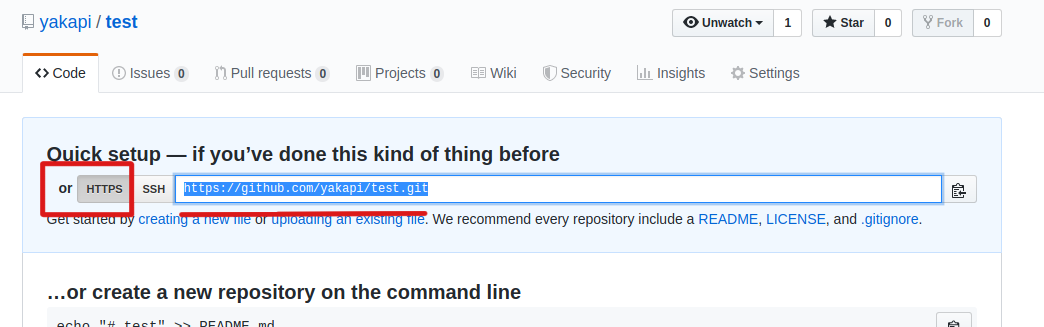 yakapi / test
Unwatch 1 Star 0 Fork 0
Code Issues 0 Pull requests 0 Projects 0 Wiki Security Insights Settings
Quick setup — if you’ve done this kind of thing before
or HTTPS SSH https://github.com/yakapi/test.git
Get started by creating a new file or uploading an existing file. We recommend every repository include a README, LICENSE, and .gitignore.
…or create a new repository on the command line
echo "# test" >> README.md